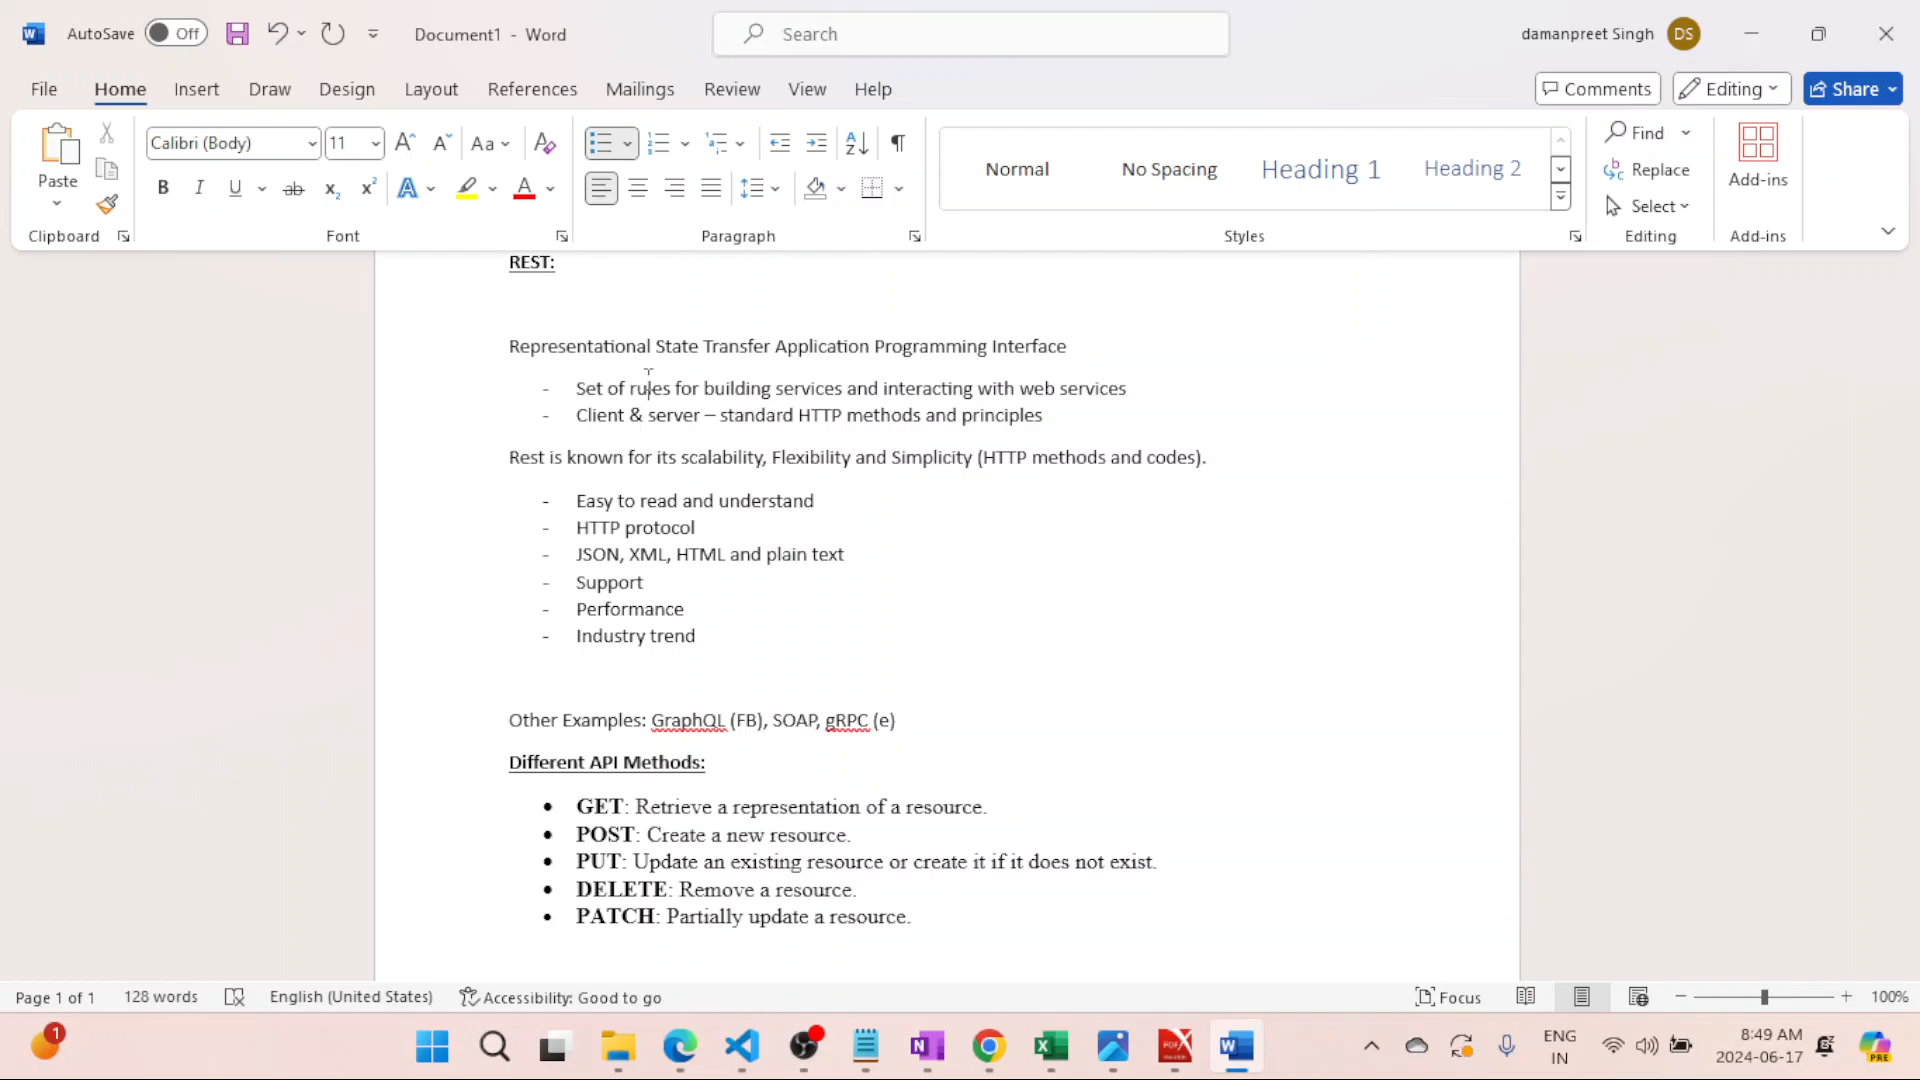 AutoSave Off Document1 - Word Search damanpreet Singh DS
File Home Insert Draw Design Layout References Mailings Review View Help Comments Editing Share
Calibri (Body) 11 Aa Find
Paste Normal No Spacing Heading 1 Heading 2 Replace Add-ins
B I U ab x₂ x² A A Select
Clipboard Font Paragraph Styles Editing Add-ins
REST:
Representational State Transfer Application Programming Interface
- Set of rules for building services and interacting with web services
- Client & server – standard HTTP methods and principles
Rest is known for its scalability, Flexibility and Simplicity (HTTP methods and codes).
- Easy to read and understand
- HTTP protocol
- JSON, XML, HTML and plain text
- Support
- Performance
- Industry trend
Other Examples: GraphQL (FB), SOAP, gRPC (e)
Different API Methods:
• GET: Retrieve a representation of a resource.
• POST: Create a new resource.
• PUT: Update an existing resource or create it if it does not exist.
• DELETE: Remove a resource.
• PATCH: Partially update a resource.
Page 1 of 1 128 words English (United States) Accessibility: Good to go Focus 100%
1 ENG 8:49 AM
IN 2024-06-17 PRE